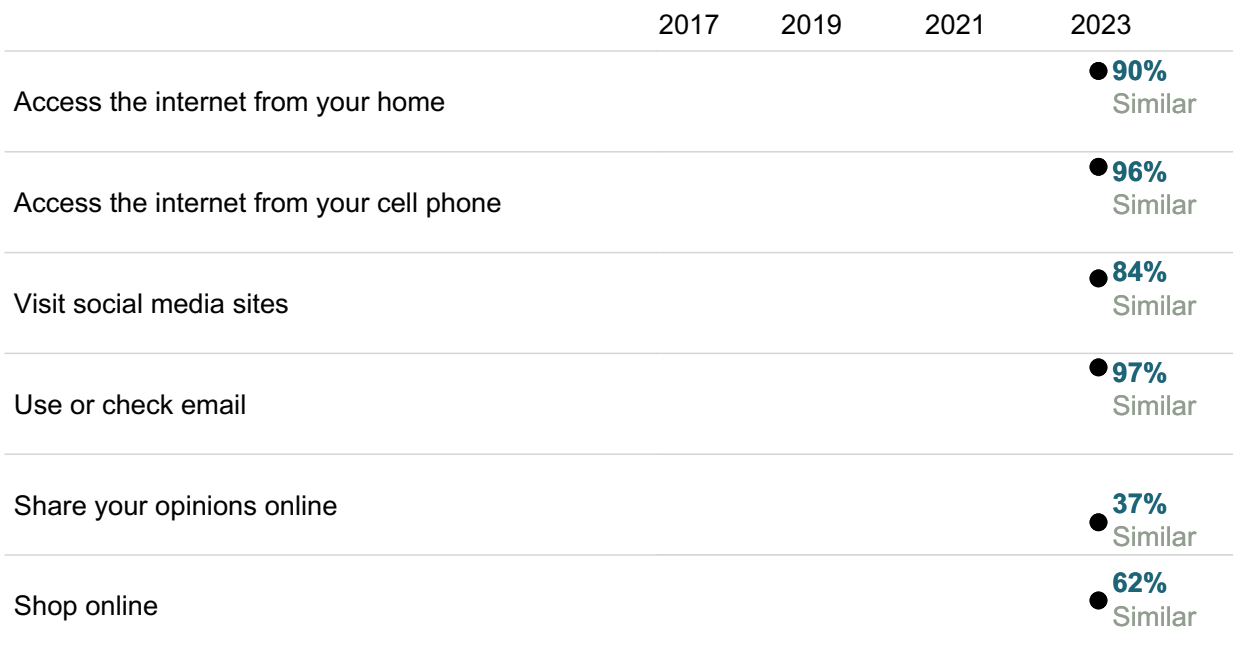 2017 2019 2021 2023
Access the internet from your home
90%
Similar
Access the internet from your cell phone
96%
Similar
Visit social media sites
84%
Similar
Use or check email
97%
Similar
Share your opinions online
37%
Similar
Shop online
62%
Similar